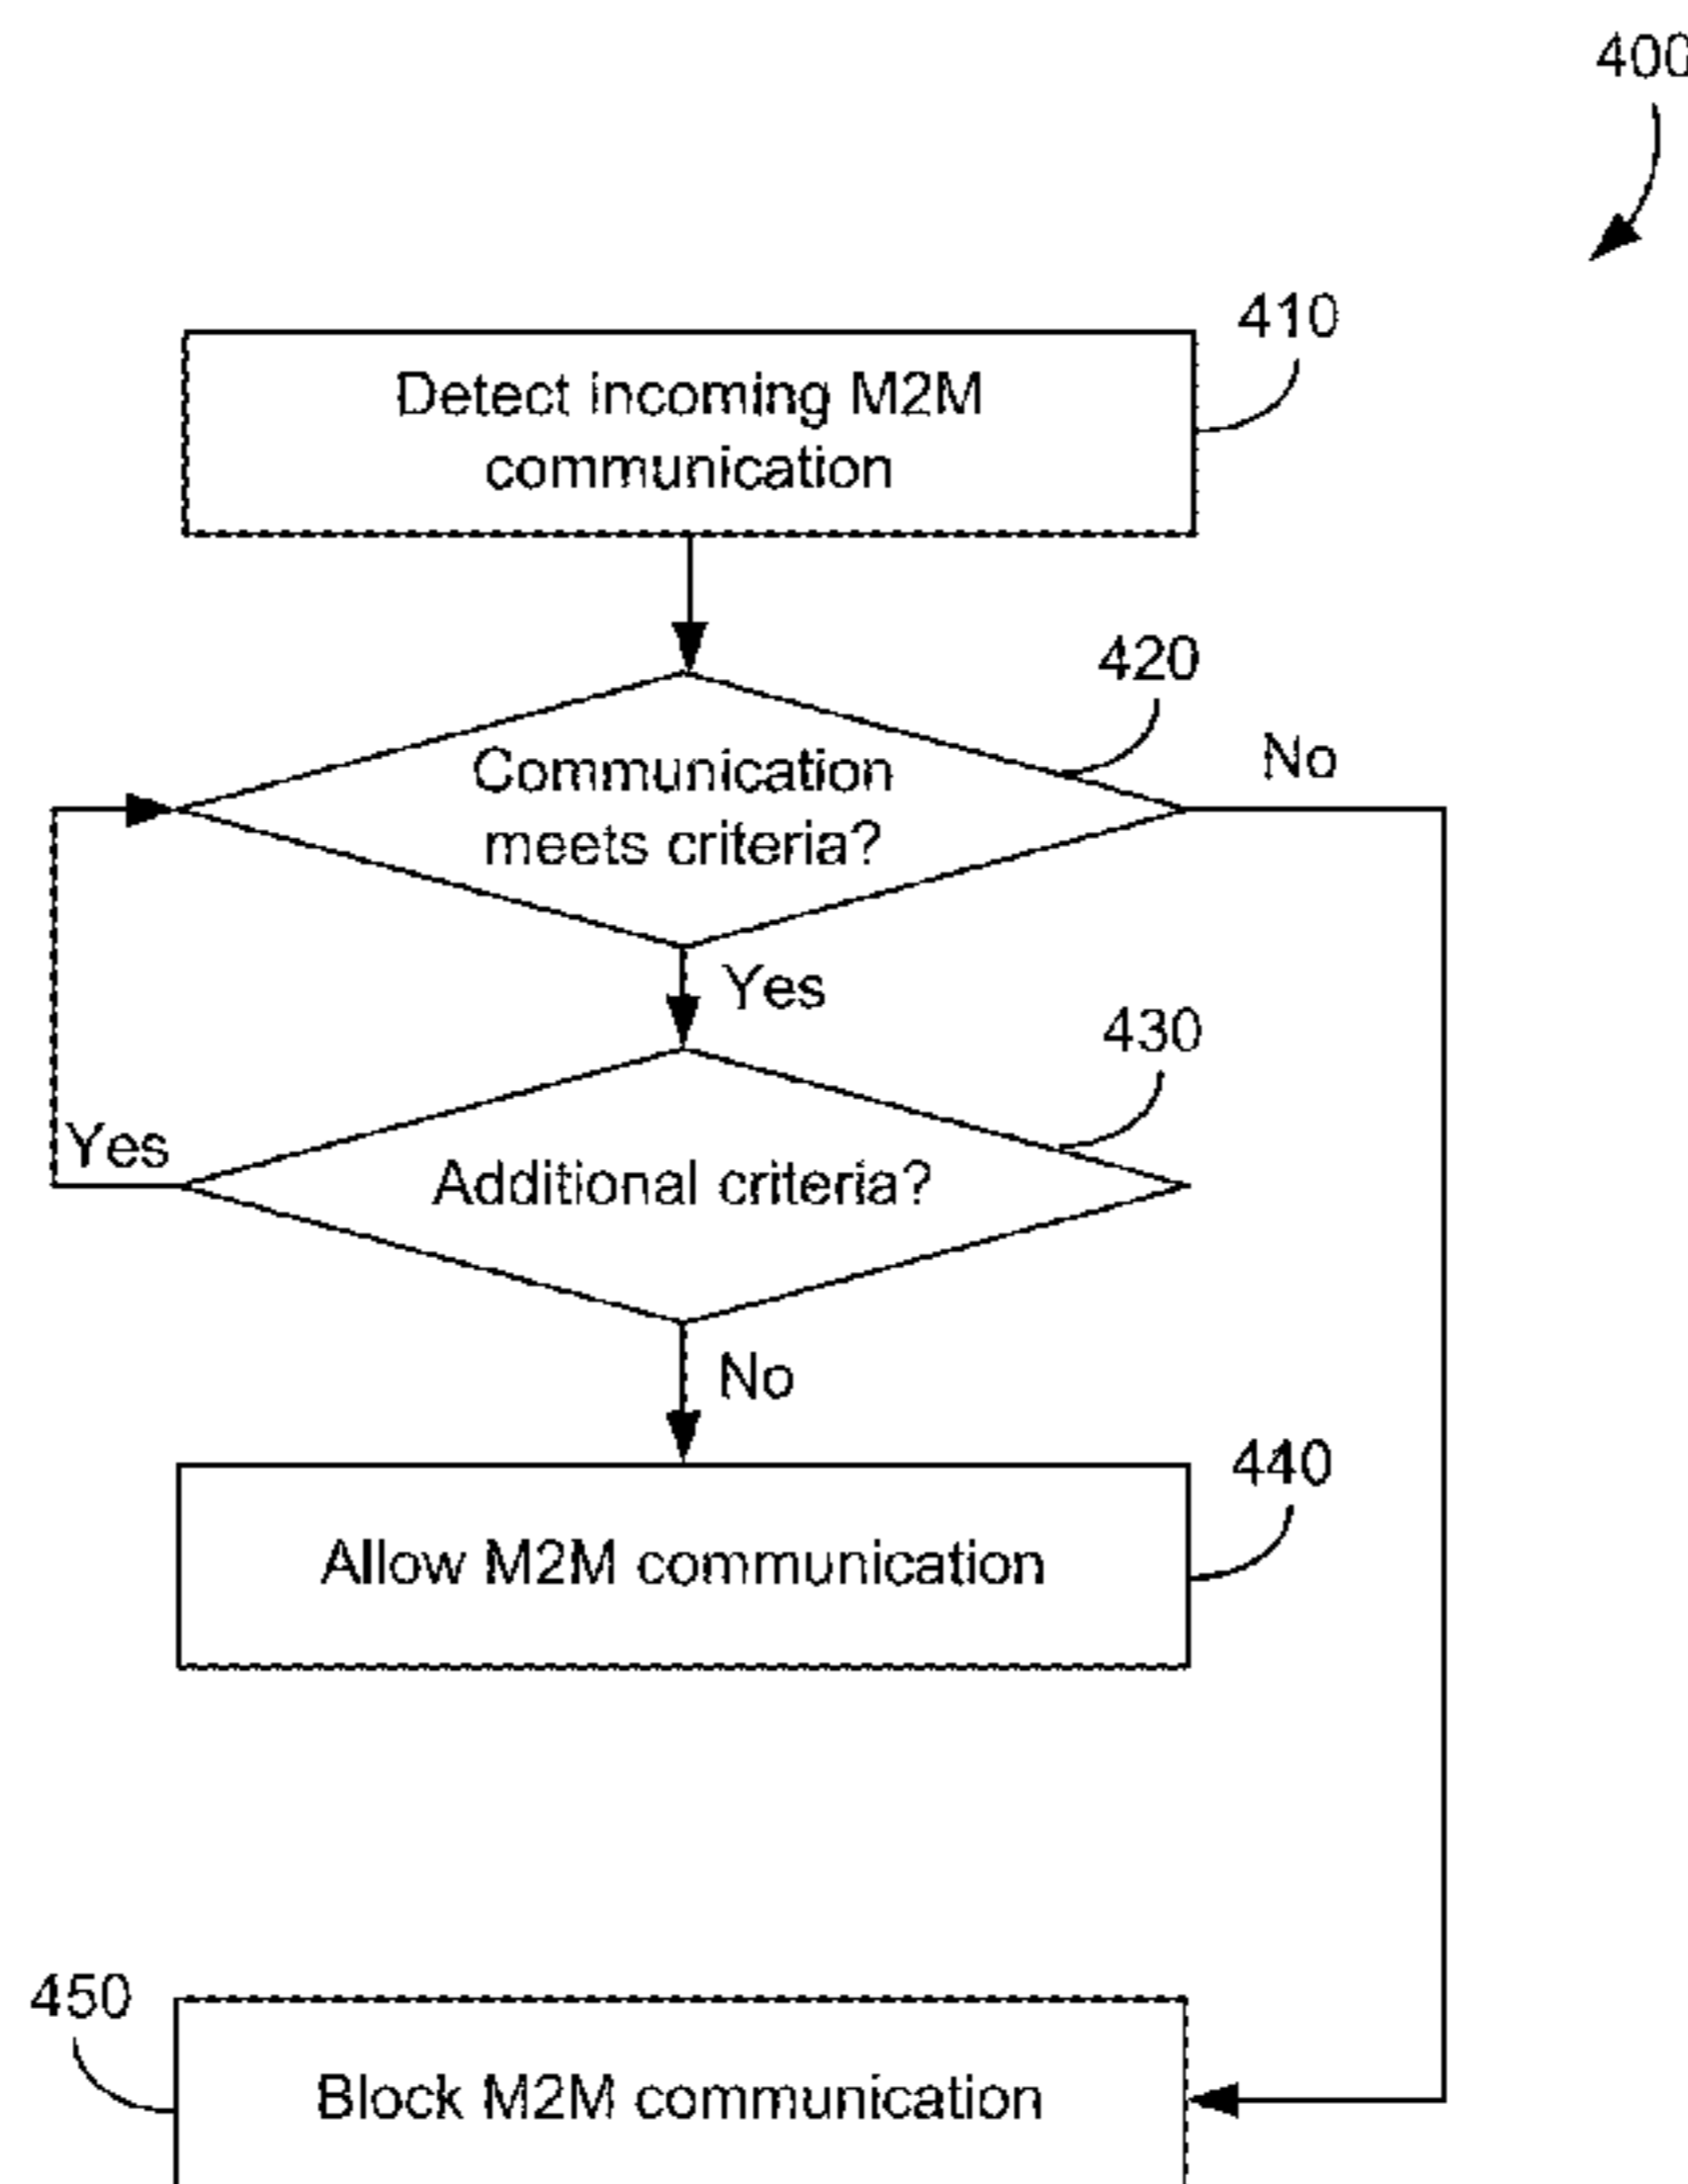 400
410
Detect incoming M2M
communication
420
Communication
meets criteria?
No
Yes
430
Yes
Additional criteria?
No
440
Allow M2M communication
450
Block M2M communication